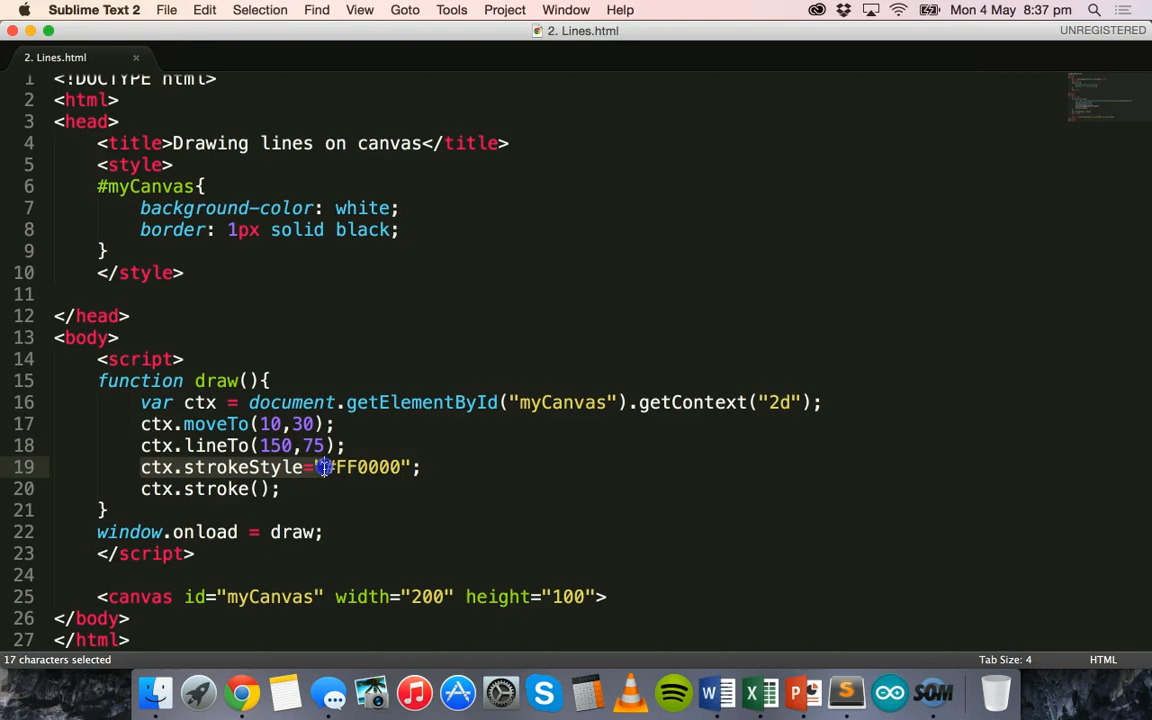 Sublime Text 2 File Edit Selection Find View Goto Tools Project Window Help Mon 4 May 8:37 pm
2. Lines.html UNREGISTERED
2. Lines.html ×
1 <!DOCTYPE html>
2 <html>
3 <head>
4 <title>Drawing lines on canvas</title>
5 <style>
6 #myCanvas{
7 background-color: white;
8 border: 1px solid black;
9 }
10 </style>
11
12 </head>
13 <body>
14 <script>
15 function draw(){
16 var ctx = document.getElementById("myCanvas").getContext("2d");
17 ctx.moveTo(10,30);
18 ctx.lineTo(150,75);
19 ctx.strokeStyle="#FF0000";
20 ctx.stroke();
21 }
22 window.onload = draw;
23 </script>
24
25 <canvas id="myCanvas" width="200" height="100">
26 </body>
27 </html>
17 characters selected Tab Size: 4 HTML